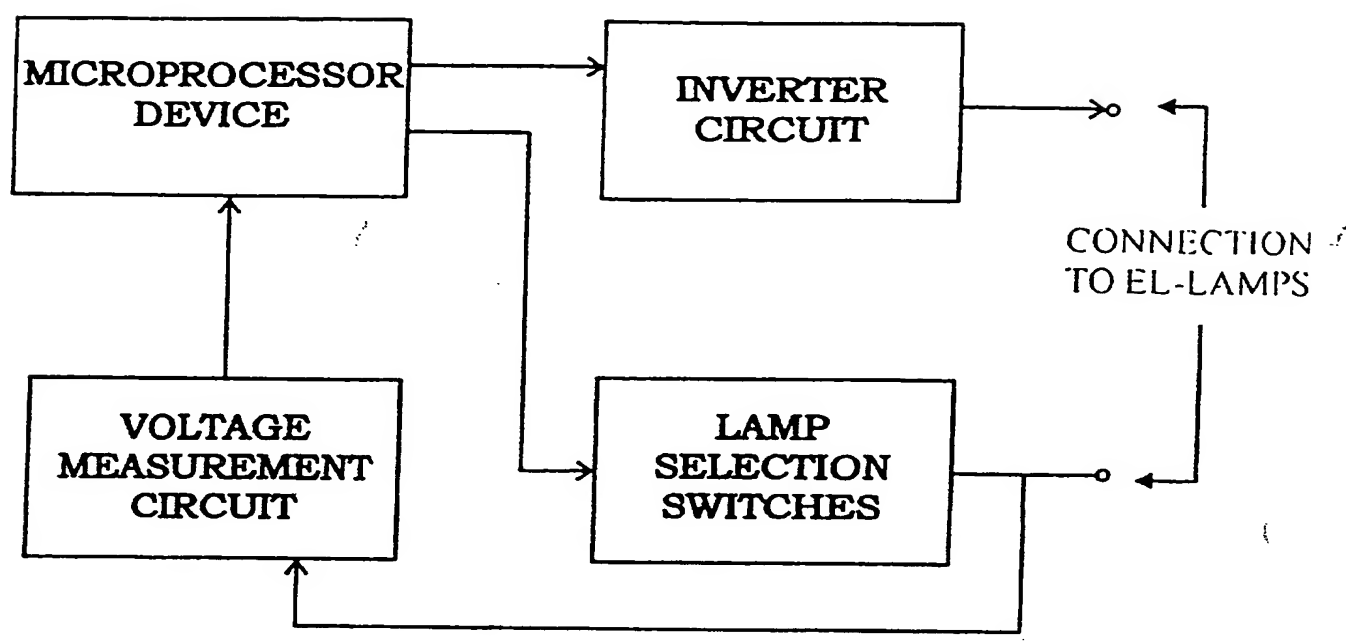 MICROPROCESSOR
DEVICE
INVERTER
CIRCUIT
CONNECTION
TO EL-LAMPS
VOLTAGE
MEASUREMENT
CIRCUIT
LAMP
SELECTION
SWITCHES